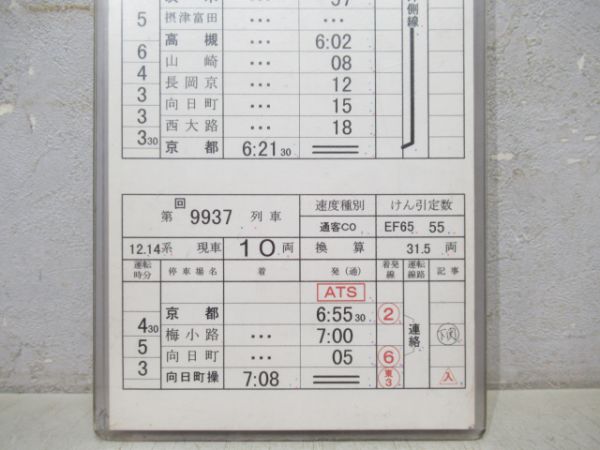 5 摂津富田 …
6 高槻 … 6:02
4 山崎 … 08
3 長岡京 … 12
3 向日町 … 15
3 30 西大路 … 18
京都 6:21 30
側線
回
第 9937 列車 速度種別 けん引定数
通客CO EF65 55
12.14系 現車 10両 換算 31.5両
運転時分 停車場名 着 発(通) 着発線 運転線路 記事
ATS
京都 6:55 30 ②
4 30 梅小路 … 7:00 連絡
5 向日町 … 05 ⑥
3 向日町操 7:08 東3 入